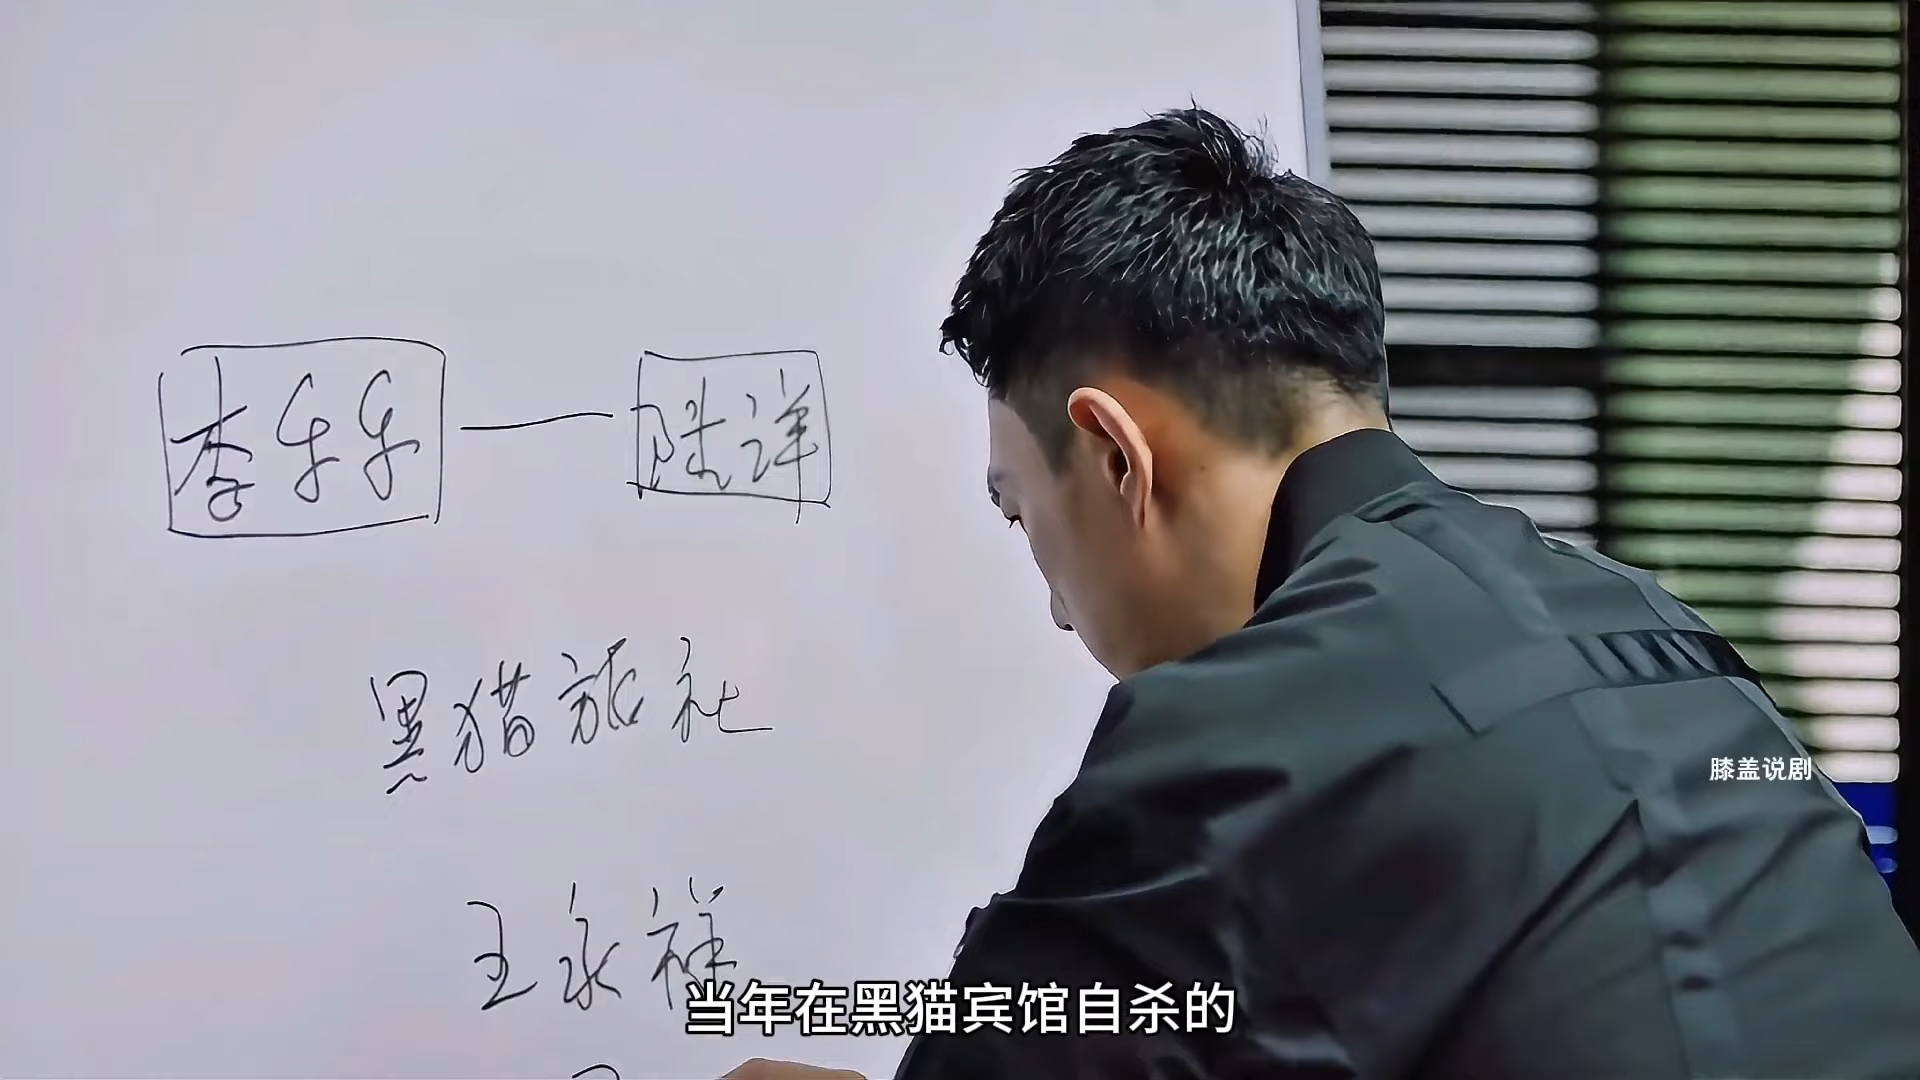 李乐乐 — 陈洋
黑猫旅社
膝盖说剧
王永祥
当年在黑猫宾馆自杀的